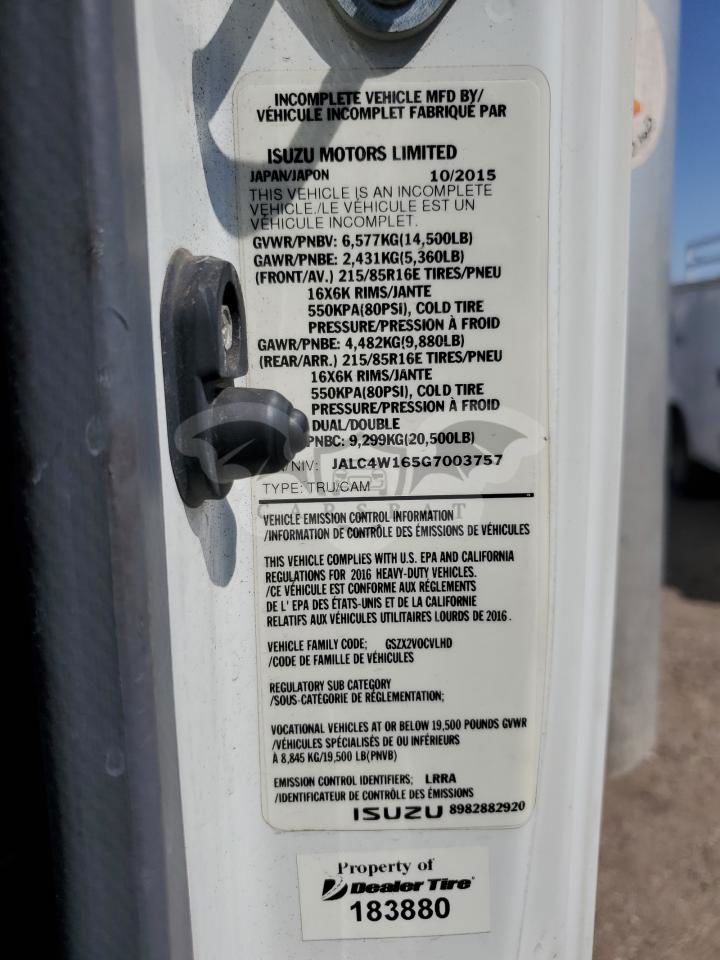 INCOMPLETE VEHICLE MFD BY/
VÉHICULE INCOMPLET FABRIQUÉ PAR
ISUZU MOTORS LIMITED
JAPAN/JAPON 10/2015
THIS VEHICLE IS AN INCOMPLETE
VEHICLE./LE VÉHICULE EST UN
VÉHICULE INCOMPLET.
GVWR/PNBV: 6,577KG(14,500LB)
GAWR/PNBE: 2,431KG(5,360LB)
(FRONT/AV.) 215/85R16E TIRES/PNEU
16X6K RIMS/JANTE
550KPA(80PSI), COLD TIRE
PRESSURE/PRESSION À FROID
GAWR/PNBE: 4,482KG(9,880LB)
(REAR/ARR.) 215/85R16E TIRES/PNEU
16X6K RIMS/JANTE
550KPA(80PSI), COLD TIRE
PRESSURE/PRESSION À FROID
DUAL/DOUBLE
PNBC: 9,299KG(20,500LB)
/NIV: JALC4W165G7003757
TYPE: TRU/CAM
CARSBAT
VEHICLE EMISSION CONTROL INFORMATION
/INFORMATION DE CONTRÔLE DES ÉMISSIONS DE VÉHICULES
THIS VEHICLE COMPLIES WITH U.S. EPA AND CALIFORNIA
REGULATIONS FOR 2016 HEAVY-DUTY VEHICLES.
/CE VÉHICULE EST CONFORME AUX RÉGLEMENTS
DE L' EPA DES ÉTATS-UNIS ET DE LA CALIFORNIE
RELATIFS AUX VÉHICULES UTILITAIRES LOURDS DE 2016.
VEHICLE FAMILY CODE; GSZX2VOCVLHD
/CODE DE FAMILLE DE VÉHICULES
REGULATORY SUB CATEGORY
/SOUS-CATÉGORIE DE RÉGLEMENTATION;
VOCATIONAL VEHICLES AT OR BELOW 19,500 POUNDS GVWR
/VÉHICULES SPÉCIALISÉS DE OU INFÉRIEURS
À 8,845 KG/19,500 LB(PNVB)
EMISSION CONTROL IDENTIFIERS; LRRA
/IDENTIFICATEUR DE CONTRÔLE DES ÉMISSIONS
ISUZU 8982882920
Property of
Dealer Tire
183880